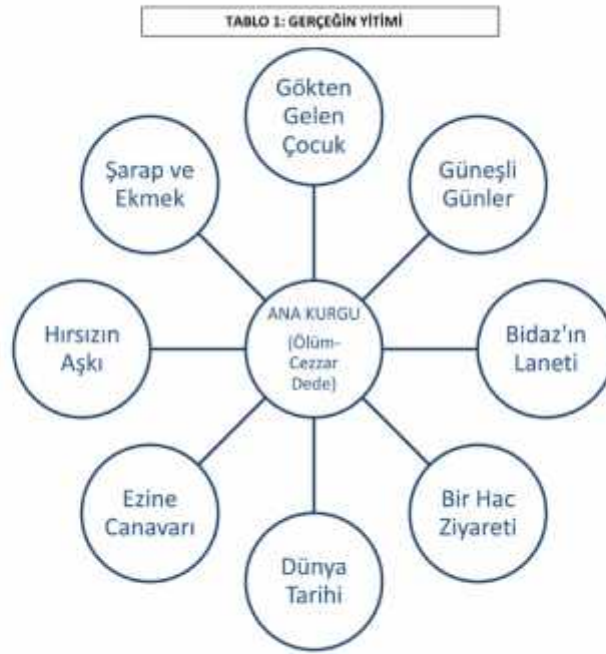 TABLO 1: GERÇEĞİN YİTİMİ
Gökten
Gelen
Çocuk
Güneşli
Günler
Bidaz'ın
Laneti
Bir Hac
Ziyareti
Dünya
Tarihi
Ezine
Canavarı
Hırsızın
Aşkı
Şarap ve
Ekmek
ANA KURGU
(Ölüm-
Cezzar
Dede)